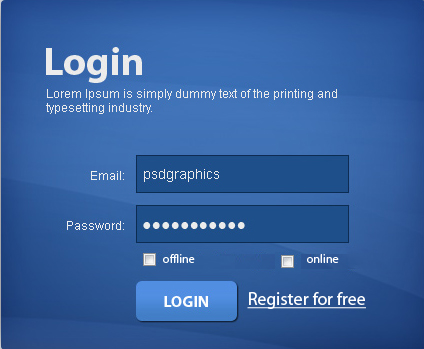 Login
Lorem Ipsum is simply dummy text of the printing and
typesetting industry.
Email: psdgraphics
Password: ●●●●●●●●●●●
offline online
LOGIN Register for free